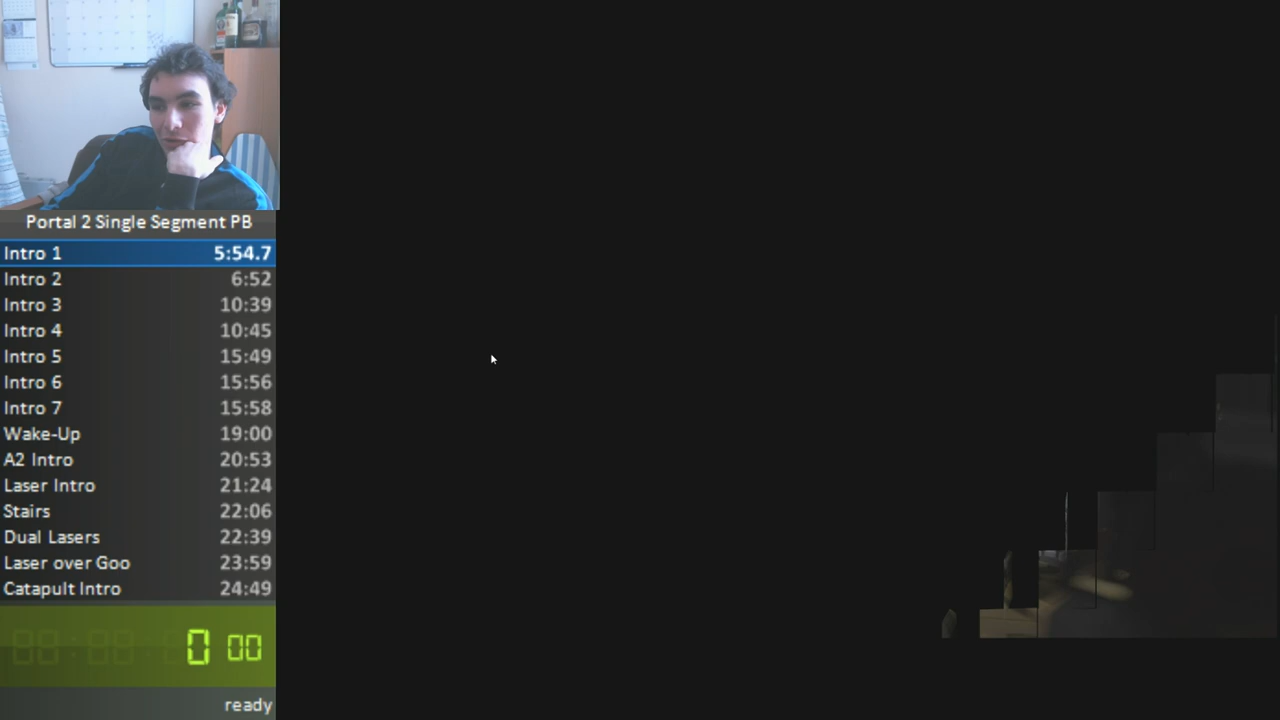 Portal 2 Single Segment PB
Intro 1 5:54.7
Intro 2 6:52
Intro 3 10:39
Intro 4 10:45
Intro 5 15:49
Intro 6 15:56
Intro 7 15:58
Wake-Up 19:00
A2 Intro 20:53
Laser Intro 21:24
Stairs 22:06
Dual Lasers 22:39
Laser over Goo 23:59
Catapult Intro 24:49
0 00
ready